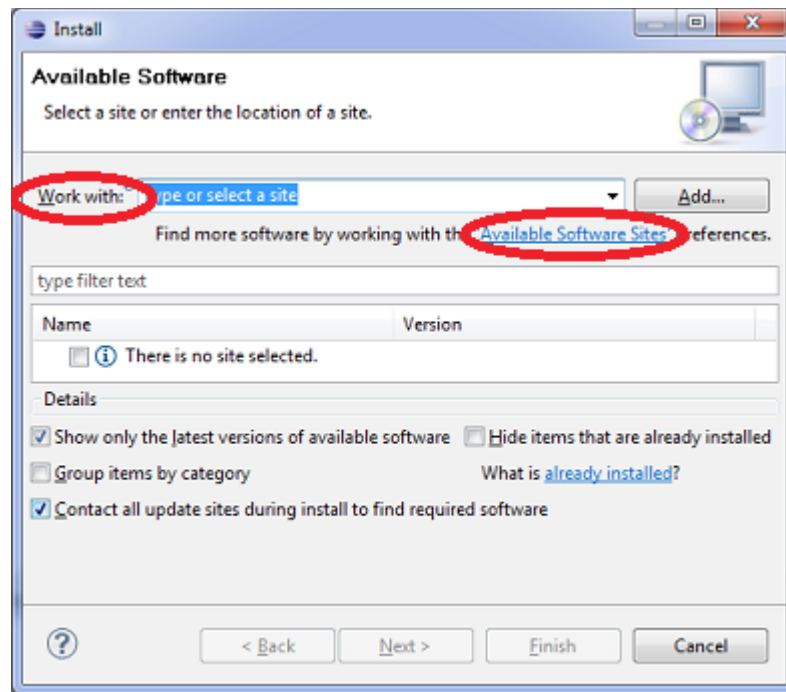 Install
Available Software
Select a site or enter the location of a site.
Work with: type or select a site Add...
Find more software by working with the "Available Software Sites" preferences.
type filter text
Name Version
There is no site selected.
Details
Show only the latest versions of available software Hide items that are already installed
Group items by category What is already installed?
Contact all update sites during install to find required software
? < Back Next > Finish Cancel